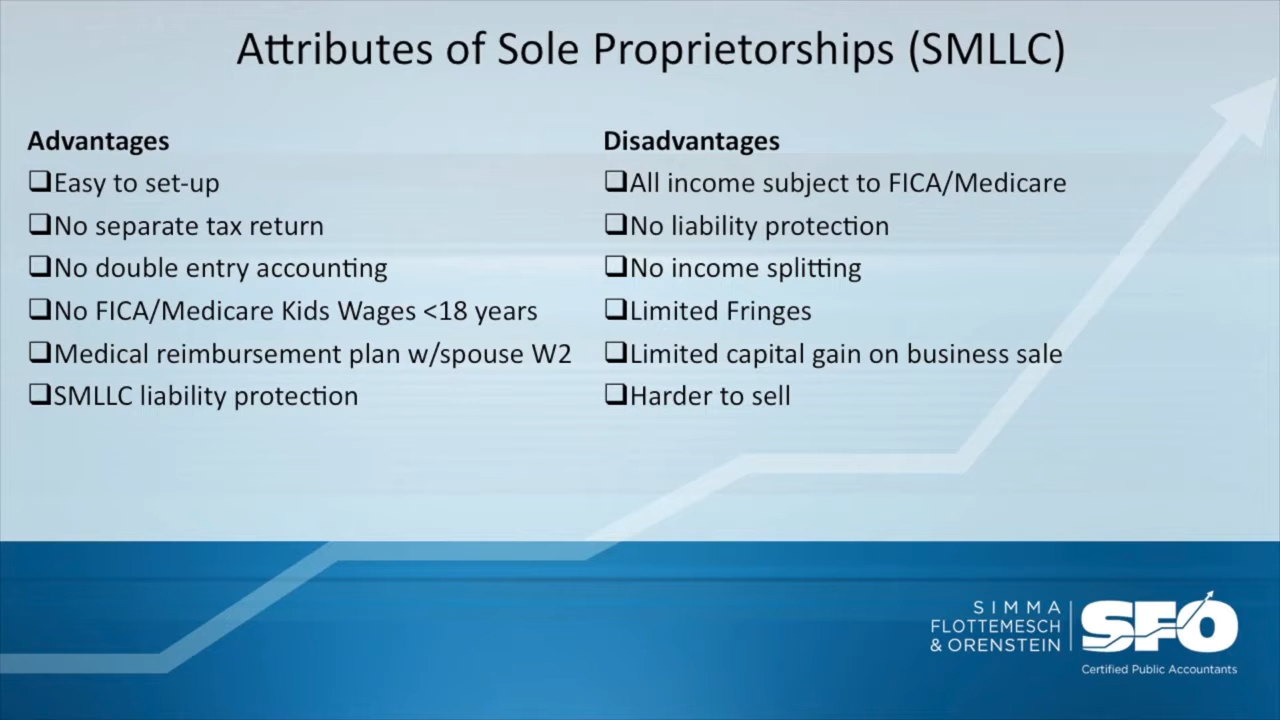 Attributes of Sole Proprietorships (SMLLC)
Advantages
❑Easy to set-up
❑No separate tax return
❑No double entry accounting
❑No FICA/Medicare Kids Wages <18 years
❑Medical reimbursement plan w/spouse W2
❑SMLLC liability protection
Disadvantages
❑All income subject to FICA/Medicare
❑No liability protection
❑No income splitting
❑Limited Fringes
❑Limited capital gain on business sale
❑Harder to sell
SIMMA
FLOTTEMESCH
& ORENSTEIN
SFO
Certified Public Accountants